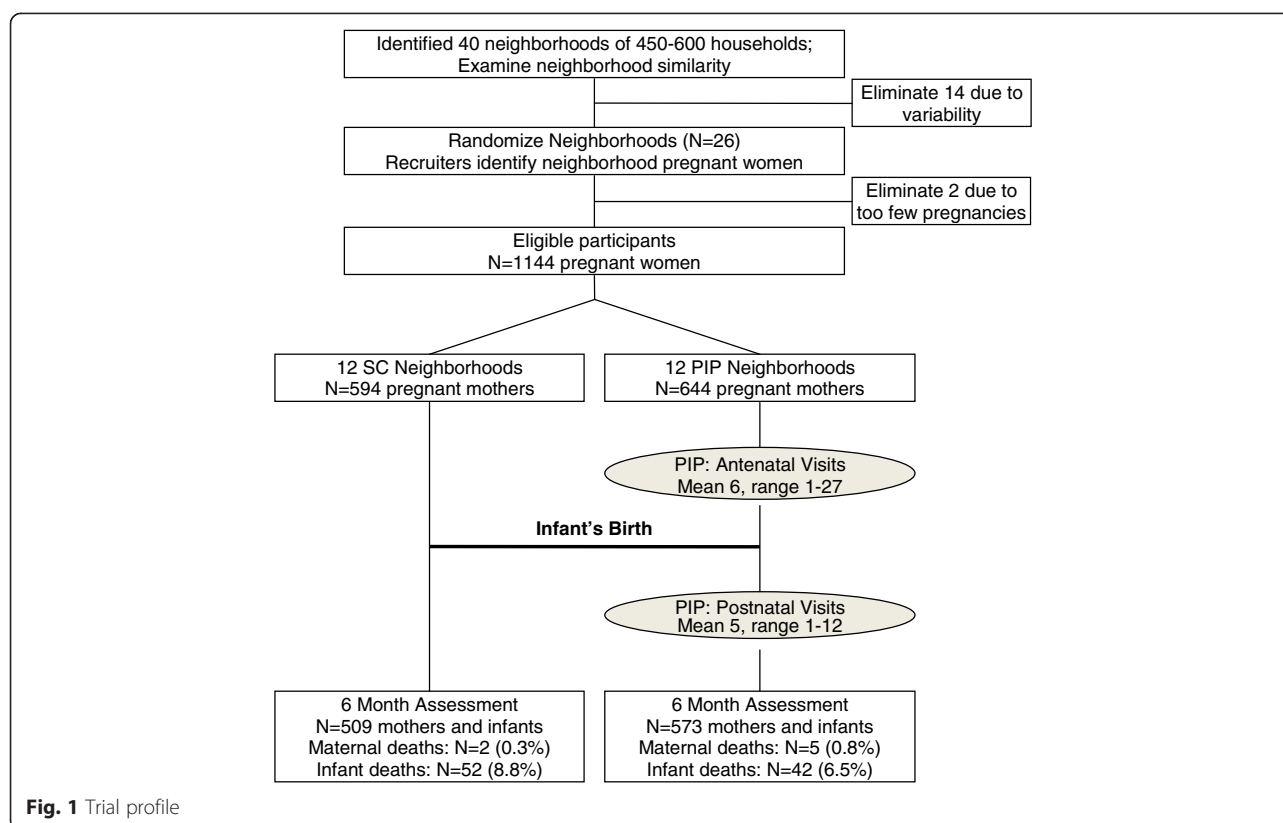 Identified 40 neighborhoods of 450-600 households;
Examine neighborhood similarity
Eliminate 14 due to
variability
Randomize Neighborhoods (N=26)
Recruiters identify neighborhood pregnant women
Eliminate 2 due to
too few pregnancies
Eligible participants
N=1144 pregnant women
12 SC Neighborhoods
N=594 pregnant mothers
12 PIP Neighborhoods
N=644 pregnant mothers
PIP: Antenatal Visits
Mean 6, range 1-27
Infant's Birth
PIP: Postnatal Visits
Mean 5, range 1-12
6 Month Assessment
N=509 mothers and infants
Maternal deaths: N=2 (0.3%)
Infant deaths: N=52 (8.8%)
6 Month Assessment
N=573 mothers and infants
Maternal deaths: N=5 (0.8%)
Infant deaths: N=42 (6.5%)
Fig. 1 Trial profile